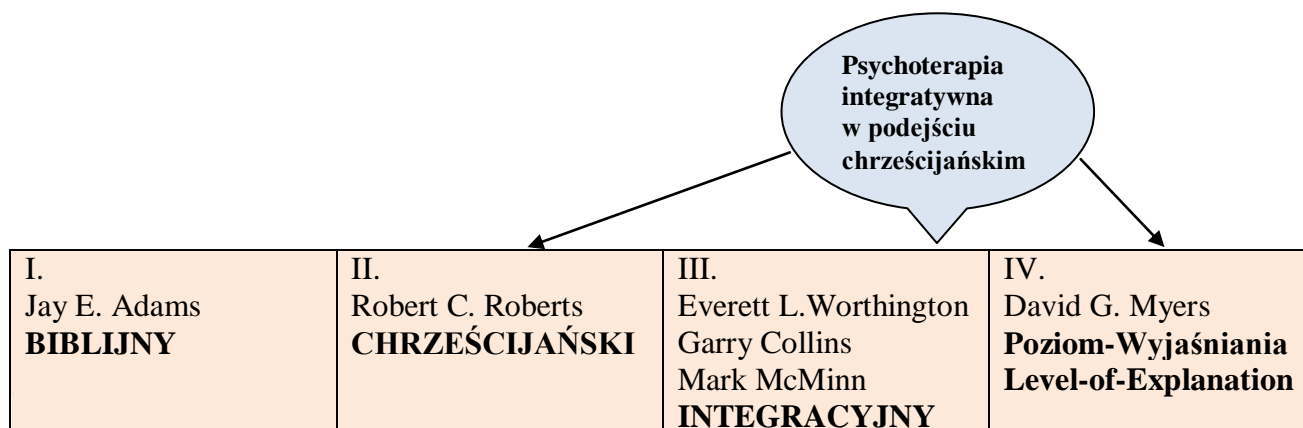 Psychoterapia
integratywna
w podejściu
chrześcijańskim
I.
Jay E. Adams
BIBLIJNY
II.
Robert C. Roberts
CHRZEŚCIJAŃSKI
III.
Everett L.Worthington
Garry Collins
Mark McMinn
INTEGRACYJNY
IV.
David G. Myers
Poziom-Wyjaśniania
Level-of-Explanation